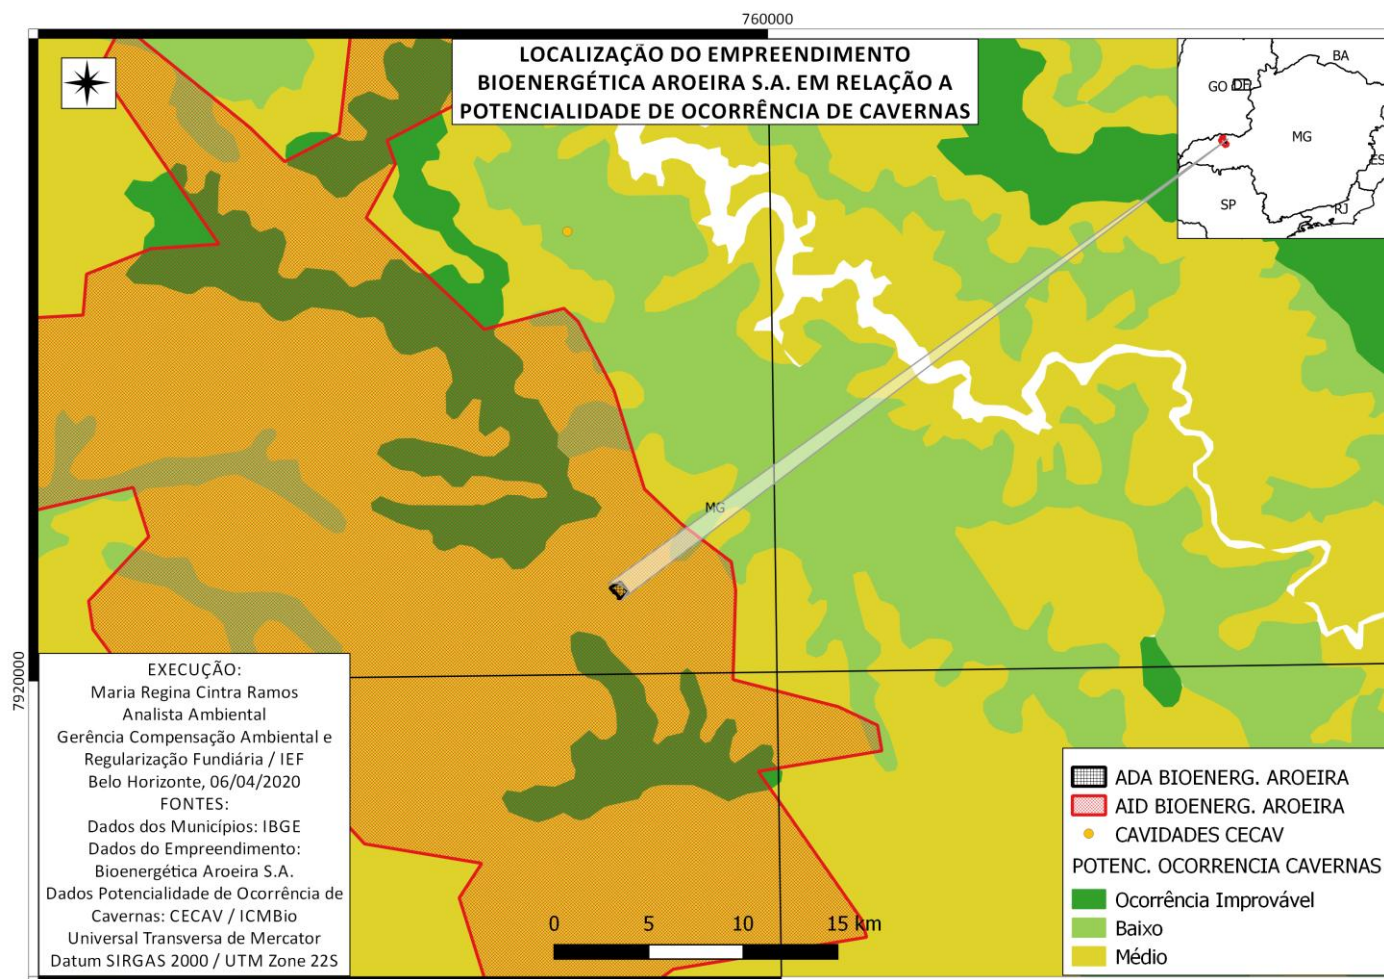 760000
LOCALIZAÇÃO DO EMPREENDIMENTO
BIOENERGÉTICA AROEIRA S.A. EM RELAÇÃO A
POTENCIALIDADE DE OCORRÊNCIA DE CAVERNAS
BA
GO
DF
MG
ES
SP
RJ
MG
7920000
EXECUÇÃO:
Maria Regina Cintra Ramos
Analista Ambiental
Gerência Compensação Ambiental e
Regularização Fundiária / IEF
Belo Horizonte, 06/04/2020
FONTES:
Dados dos Municípios: IBGE
Dados do Empreendimento:
Bioenergética Aroeira S.A.
Dados Potencialidade de Ocorrência de
Cavernas: CECAV / ICMBio
Universal Transversa de Mercator
Datum SIRGAS 2000 / UTM Zone 22S
0 5 10 15 km
ADA BIOENERG. AROEIRA
AID BIOENERG. AROEIRA
CAVIDADES CECAV
POTENC. OCORRENCIA CAVERNAS
Ocorrência Improvável
Baixo
Médio